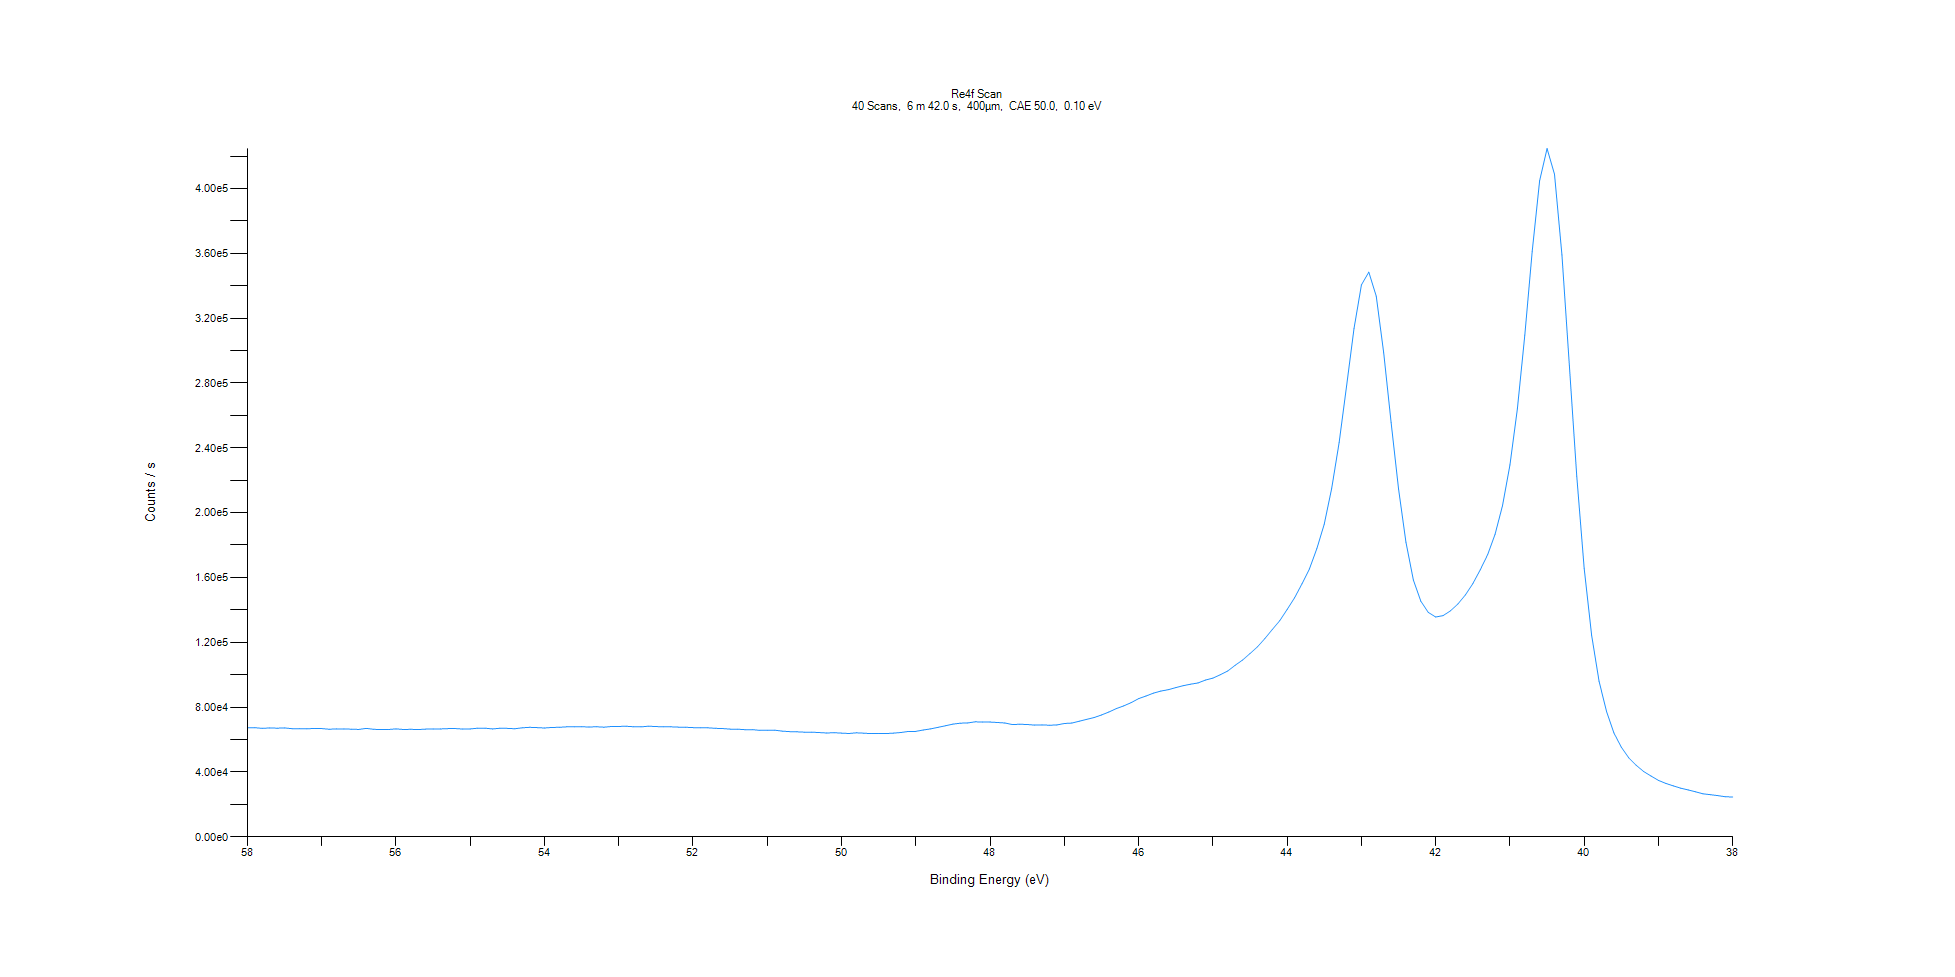 Re4f Scan
40 Scans, 6 m 42.0 s, 400µm, CAE 50.0, 0.10 eV
4.00e5
3.60e5
3.20e5
2.80e5
2.40e5
2.00e5
1.60e5
1.20e5
8.00e4
4.00e4
0.00e0
Counts / s
58 56 54 52 50 48 46 44 42 40 38
Binding Energy (eV)